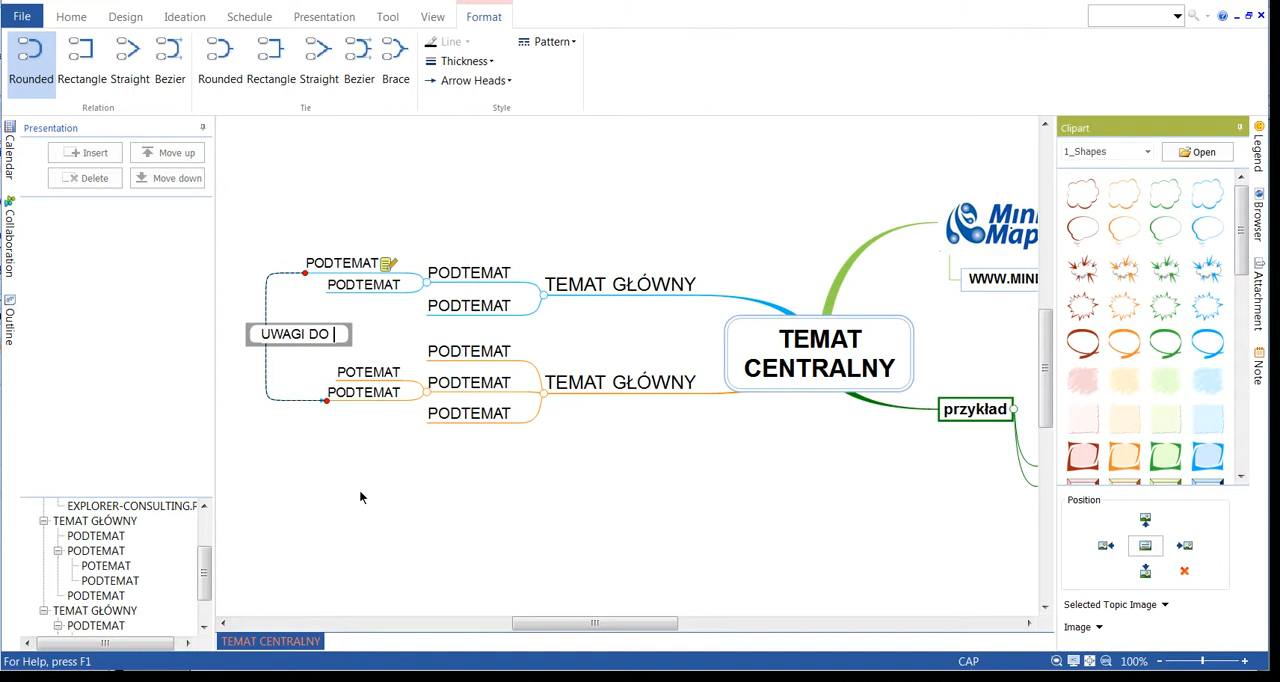 File Home Design Ideation Schedule Presentation Tool View Format
Rounded Rectangle Straight Bezier Rounded Rectangle Straight Bezier Brace
Line
Thickness
Arrow Heads
Pattern
Relation Tie Style
Calendar
Collaboration
Outline
Presentation
Insert Move up
Delete Move down
EXPLORER-CONSULTING.P
TEMAT GŁÓWNY
PODTEMAT
PODTEMAT
POTEMAT
PODTEMAT
PODTEMAT
TEMAT GŁÓWNY
PODTEMAT
PODTEMAT
PODTEMAT
PODTEMAT
PODTEMAT
TEMAT GŁÓWNY
UWAGI DO
PODTEMAT
POTEMAT
PODTEMAT
PODTEMAT
PODTEMAT
TEMAT GŁÓWNY
TEMAT
CENTRALNY
MINI
MAP
WWW.MINI
przykład
TEMAT CENTRALNY
Clipart
1_Shapes Open
Position
Selected Topic Image
Image
Legend
Browser
Attachment
Note
For Help, press F1 CAP 100%